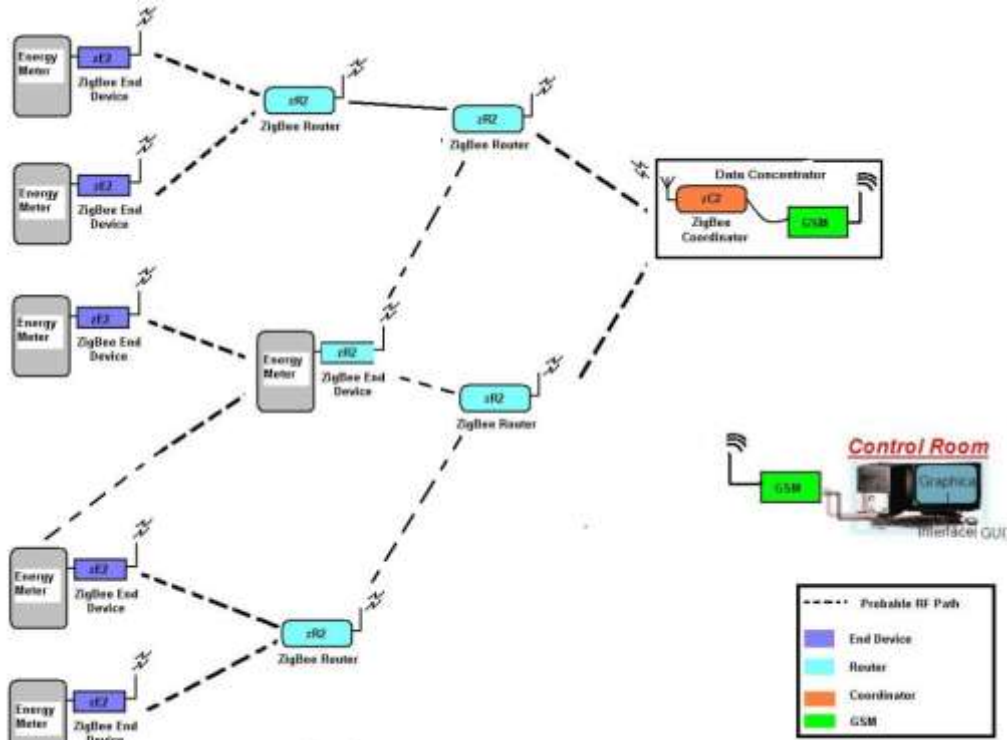 Energy
Meter
zE2
ZigBee End
Device
zR2
ZigBee Router
zR2
ZigBee Router
Energy
Meter
zE2
ZigBee End
Device
Data Concentrator
zC2
ZigBee
Coordinator
GSM
Energy
Meter
zE2
ZigBee End
Device
Energy
Meter
zR2
ZigBee End
Device
zR2
ZigBee Router
Control Room
GSM
Graphica
l
Interface( GUI
Energy
Meter
zE2
ZigBee End
Device
zR2
ZigBee Router
Energy
Meter
zE2
ZigBee End
Device
Probable RF Path
End Device
Router
Coordinator
GSM